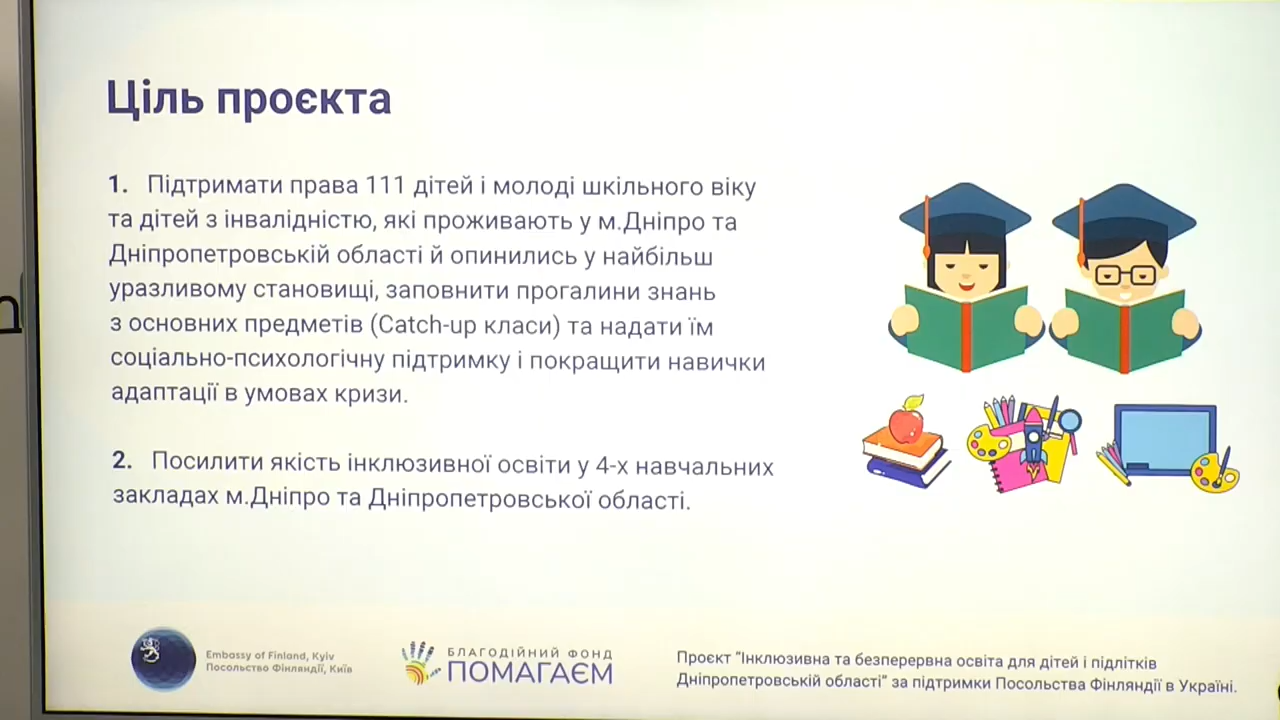 Ціль проєкта
1. Підтримати права 111 дітей і молоді шкільного віку
та дітей з інвалідністю, які проживають у м.Дніпро та
Дніпропетровській області й опинились у найбільш
уразливому становищі, заповнити прогалини знань
з основних предметів (Catch-up класи) та надати їм
соціально-психологічну підтримку і покращити навички
адаптації в умовах кризи.
2. Посилити якість інклюзивної освіти у 4-х навчальних
закладах м.Дніпро та Дніпропетровської області.
Embassy of Finland, Kyiv
Посольство Фінляндії, Київ
БЛАГОДІЙНИЙ ФОНД
ПОМАГАЄМ
Проєкт "Інклюзивна та безперервна освіта для дітей і підлітків
Дніпропетровській області" за підтримки Посольства Фінляндії в Україні.